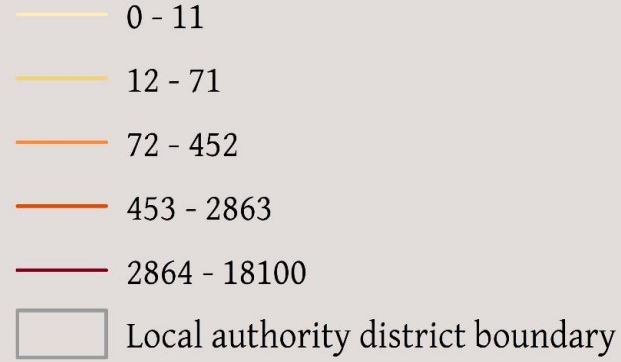 0 - 11
12 - 71
72 - 452
453 - 2863
2864 - 18100
Local authority district boundary